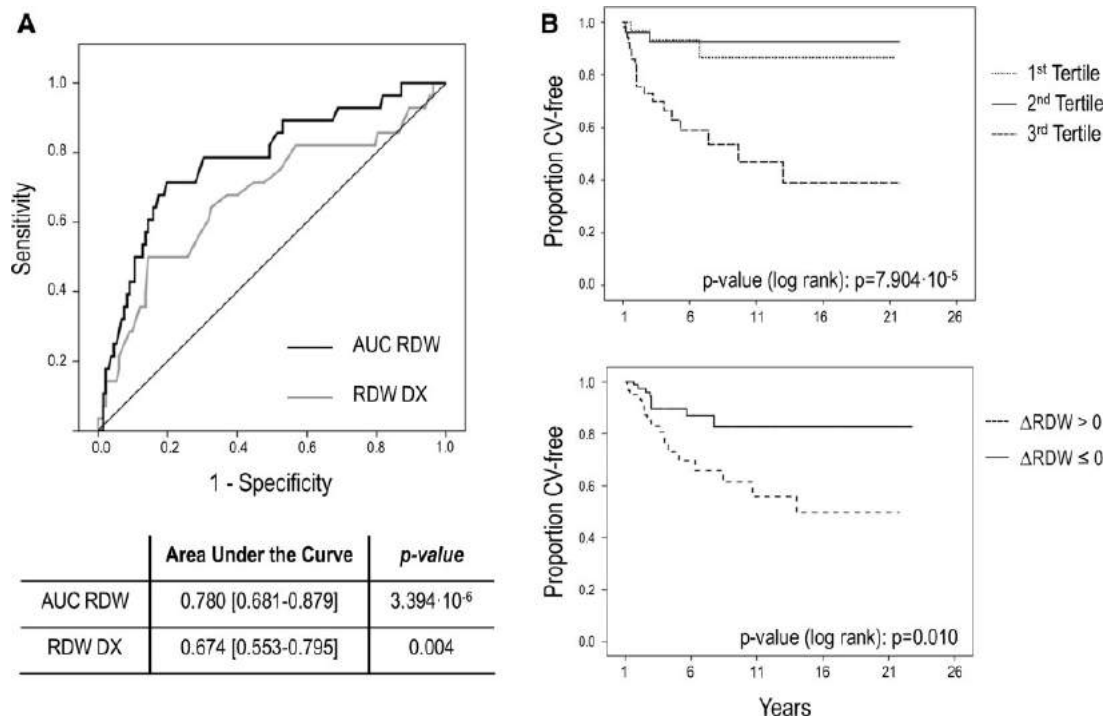 A
Sensitivity
1.0
0.8
0.6
0.4
0.2
AUC RDW
RDW DX
0.0 0.2 0.4 0.6 0.8 1.0
1 - Specificity
Area Under the Curve p-value
AUC RDW 0.780 [0.681-0.879] 3.394·10⁻⁶
RDW DX 0.674 [0.553-0.795] 0.004
B
Proportion CV-free
1.0
0.8
0.6
0.4
0.2
0.0
p-value (log rank): p=7.904·10⁻⁵
1 6 11 16 21 26
1ˢᵗ Tertile
2ⁿᵈ Tertile
3ʳᵈ Tertile
Proportion CV-free
1.0
0.8
0.6
0.4
0.2
0.0
p-value (log rank): p=0.010
1 6 11 16 21 26
Years
ΔRDW > 0
ΔRDW ≤ 0